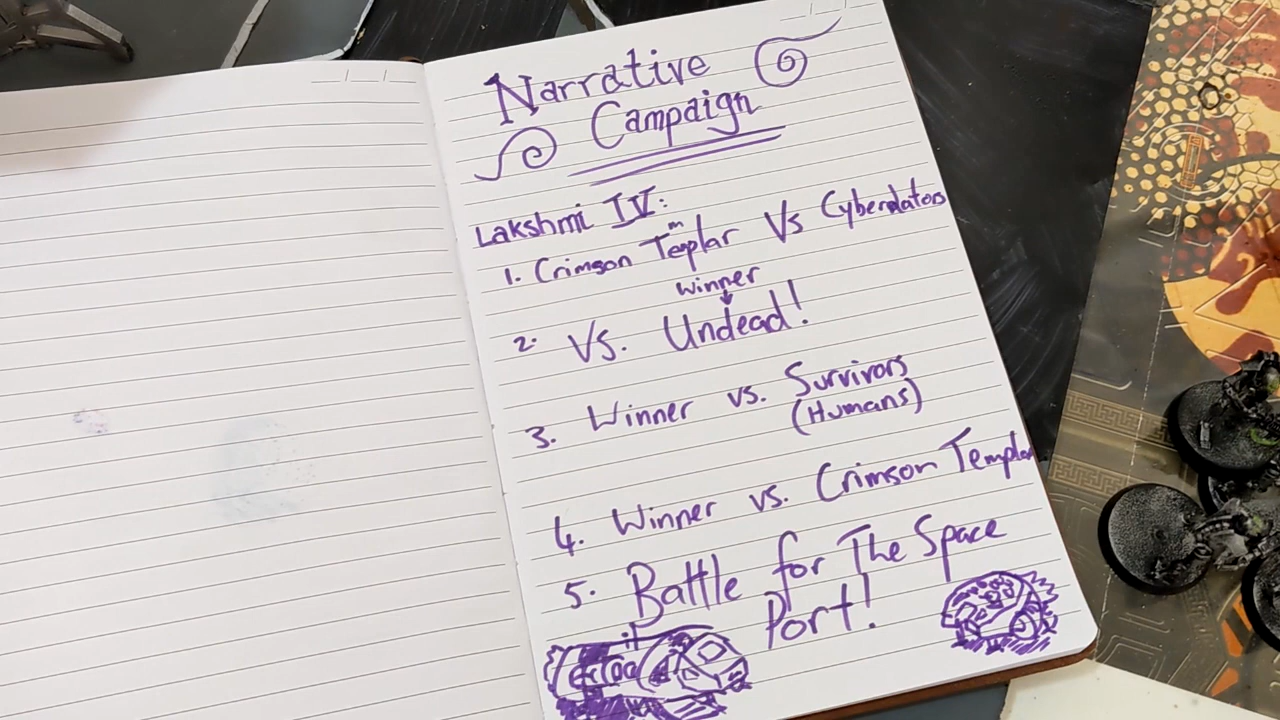 Narrative
Campaign
Lakshmi IV:
1. Crimson Templar Vs Cyberdators
winner
2. Vs. Undead!
3. Winner vs. Survivors
(Humans)
4. Winner vs. Crimson Templar
5. Battle for The Space
Port!